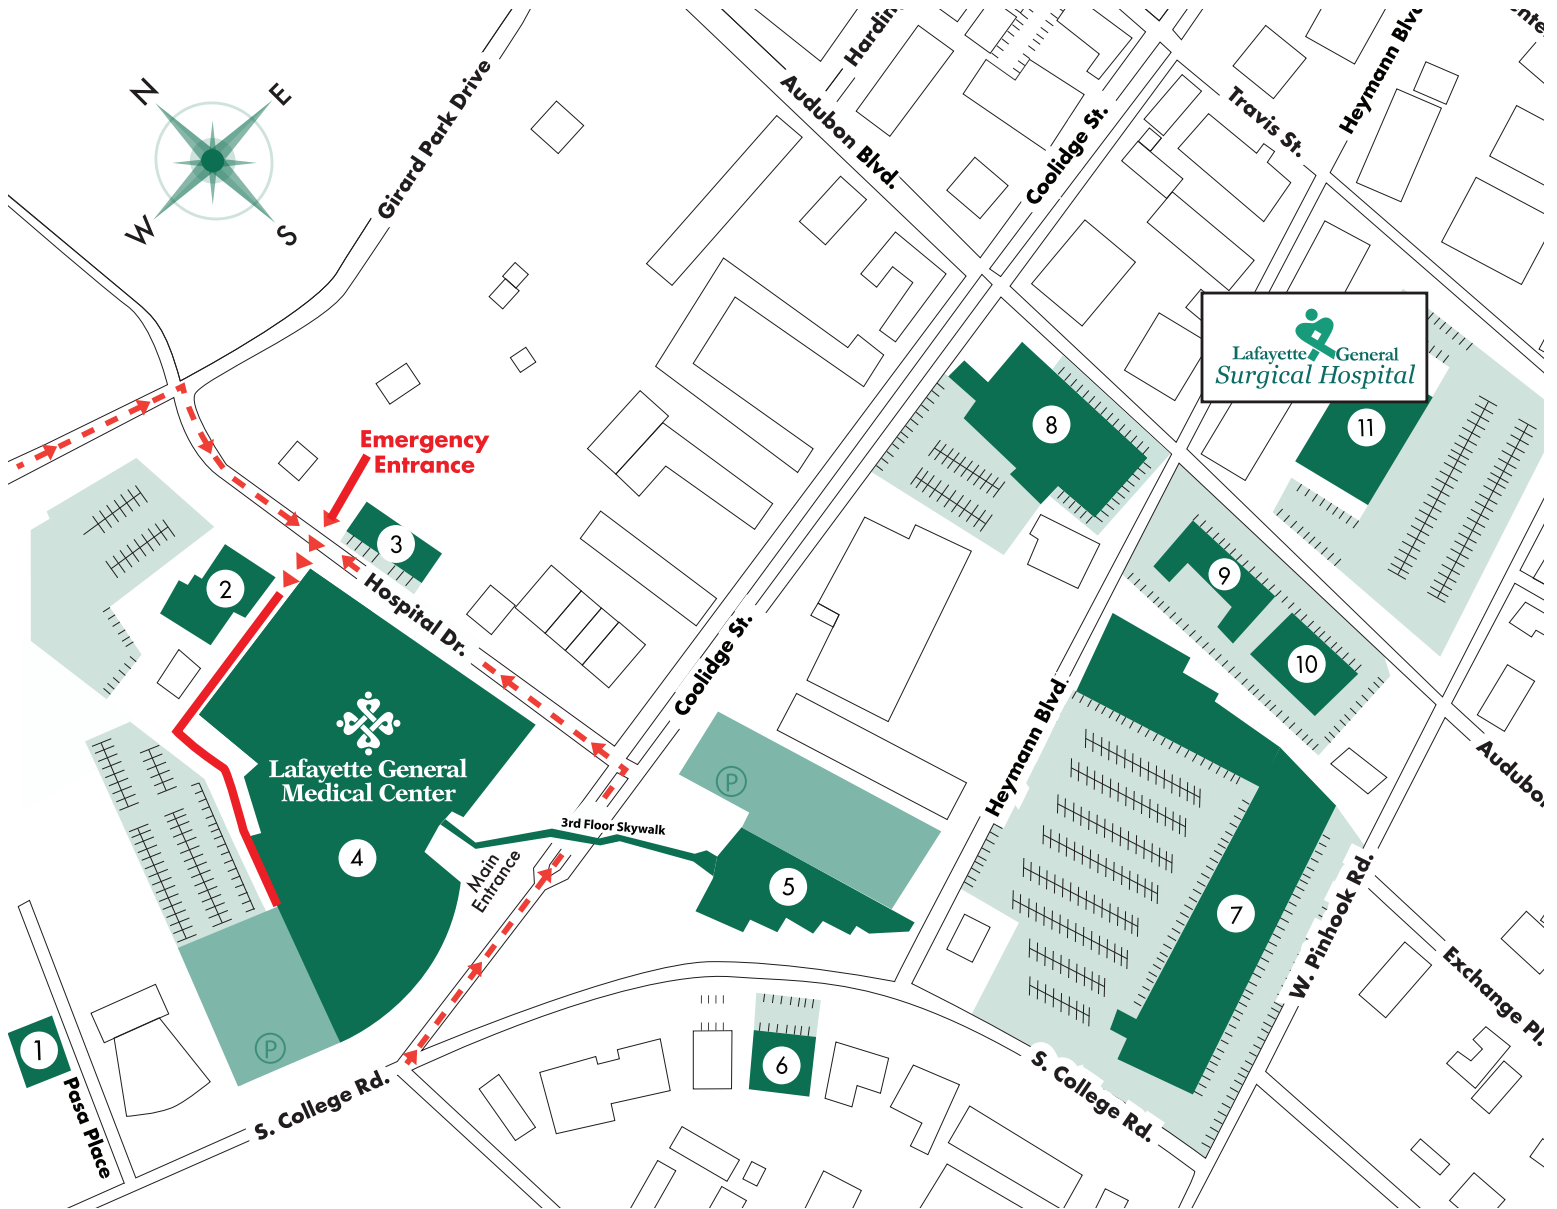 Harding
Heymann Blvd.
N
E
W
S
Girard Park Drive
Audubon Blvd.
Coolidge St.
Travis St.
Lafayette General
Surgical Hospital
Emergency
Entrance
8
11
3
2
9
10
Hospital Dr.
Coolidge St.
Heymann Blvd.
Audubon
Lafayette General
Medical Center
P
3rd Floor Skywalk
4
Main
Entrance
5
7
W. Pinhook Rd.
Exchange Pl.
1
P
6
Pasa Place
S. College Rd.
S. College Rd.